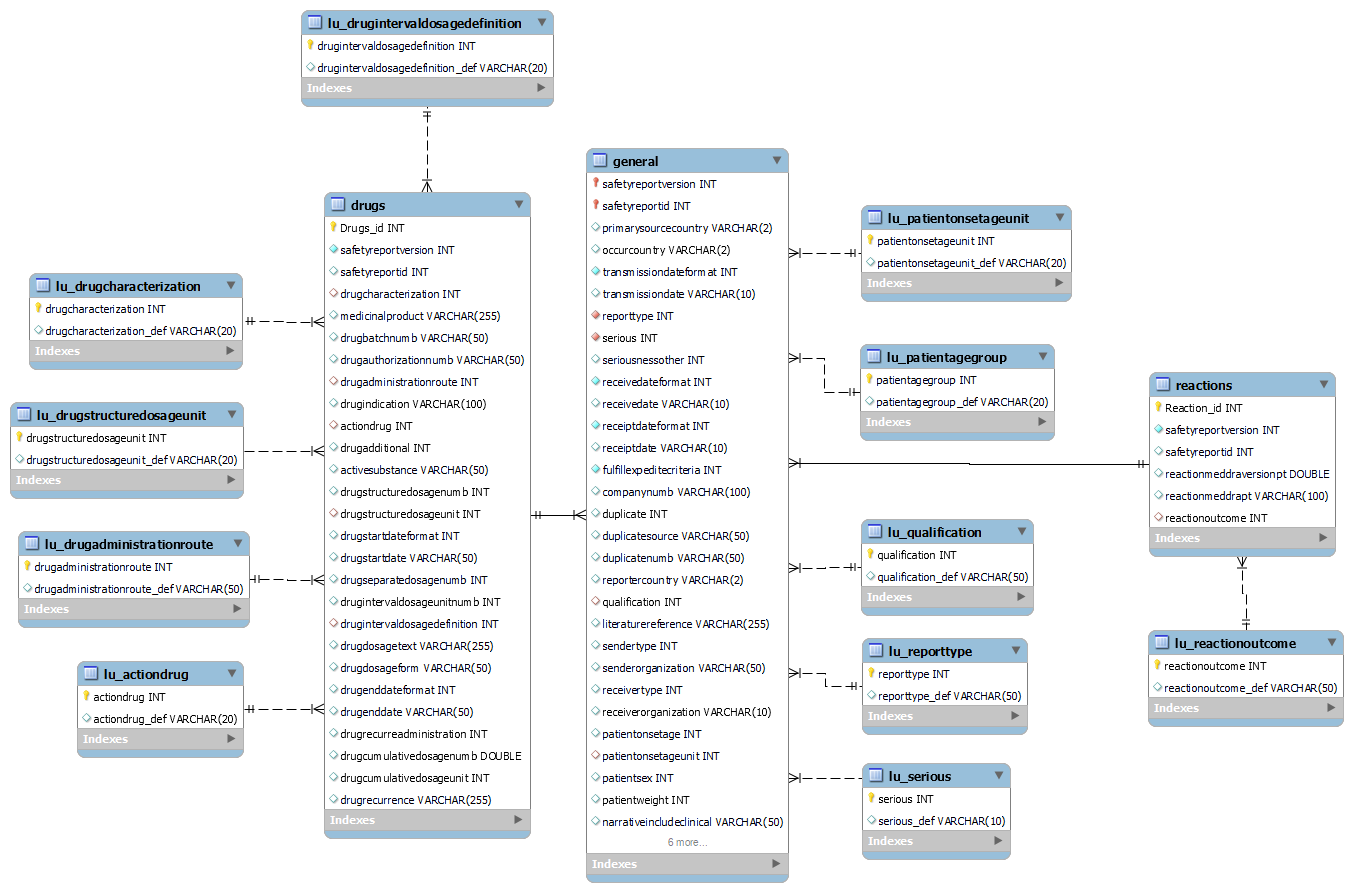 lu_drugintervaldosagedefinition
drugintervaldosagedefinition INT
drugintervaldosagedefinition_def VARCHAR(20)
Indexes
drugs
Drugs_id INT
safetyreportversion INT
safetyreportid INT
drugcharacterization INT
medicinalproduct VARCHAR(255)
drugbatchnumb VARCHAR(50)
drugauthorizationnumb VARCHAR(50)
drugadministrationroute INT
drugindication VARCHAR(100)
actiondrug INT
drugadditional INT
activesubstance VARCHAR(50)
drugstructuredosagenumb INT
drugstructuredosageunit INT
drugstartdateformat INT
drugstartdate VARCHAR(50)
drugseparatedosagenumb INT
drugintervaldosageunitnumb INT
drugintervaldosagedefinition INT
drugdosagetext VARCHAR(255)
drugdosageform VARCHAR(50)
drugenddateformat INT
drugenddate VARCHAR(50)
drugrecurreadministration INT
drugcumulativedosagenumb DOUBLE
drugcumulativedosageunit INT
drugrecurrence VARCHAR(255)
Indexes
lu_drugcharacterization
drugcharacterization INT
drugcharacterization_def VARCHAR(20)
Indexes
lu_drugstructuredosageunit
drugstructuredosageunit INT
drugstructuredosageunit_def VARCHAR(20)
Indexes
lu_drugadministrationroute
drugadministrationroute INT
drugadministrationroute_def VARCHAR(50)
Indexes
lu_actiondrug
actiondrug INT
actiondrug_def VARCHAR(20)
Indexes
general
safetyreportversion INT
safetyreportid INT
primarysourcecountry VARCHAR(2)
occurcountry VARCHAR(2)
transmissiondateformat INT
transmissiondate VARCHAR(10)
reporttype INT
serious INT
seriousnessother INT
receivedateformat INT
receivedate VARCHAR(10)
receiptdateformat INT
receiptdate VARCHAR(10)
fulfillexpeditecriteria INT
companynumb VARCHAR(100)
duplicate INT
duplicatesource VARCHAR(50)
duplicatenumb VARCHAR(50)
reportercountry VARCHAR(2)
qualification INT
literaturereference VARCHAR(255)
sendertype INT
senderorganization VARCHAR(50)
receivertype INT
receiverorganization VARCHAR(10)
patientonsetage INT
patientonsetageunit INT
patientsex INT
patientweight INT
narrativeincludeclinical VARCHAR(50)
6 more...
Indexes
lu_patientonsetageunit
patientonsetageunit INT
patientonsetageunit_def VARCHAR(20)
Indexes
lu_patientagegroup
patientagegroup INT
patientagegroup_def VARCHAR(20)
Indexes
lu_qualification
qualification INT
qualification_def VARCHAR(50)
Indexes
lu_reporttype
reporttype INT
reporttype_def VARCHAR(50)
Indexes
lu_serious
serious INT
serious_def VARCHAR(10)
Indexes
reactions
Reaction_id INT
safetyreportversion INT
safetyreportid INT
reactionmeddraversionpt DOUBLE
reactionmeddrapt VARCHAR(100)
reactionoutcome INT
Indexes
lu_reactionoutcome
reactionoutcome INT
reactionoutcome_def VARCHAR(50)
Indexes